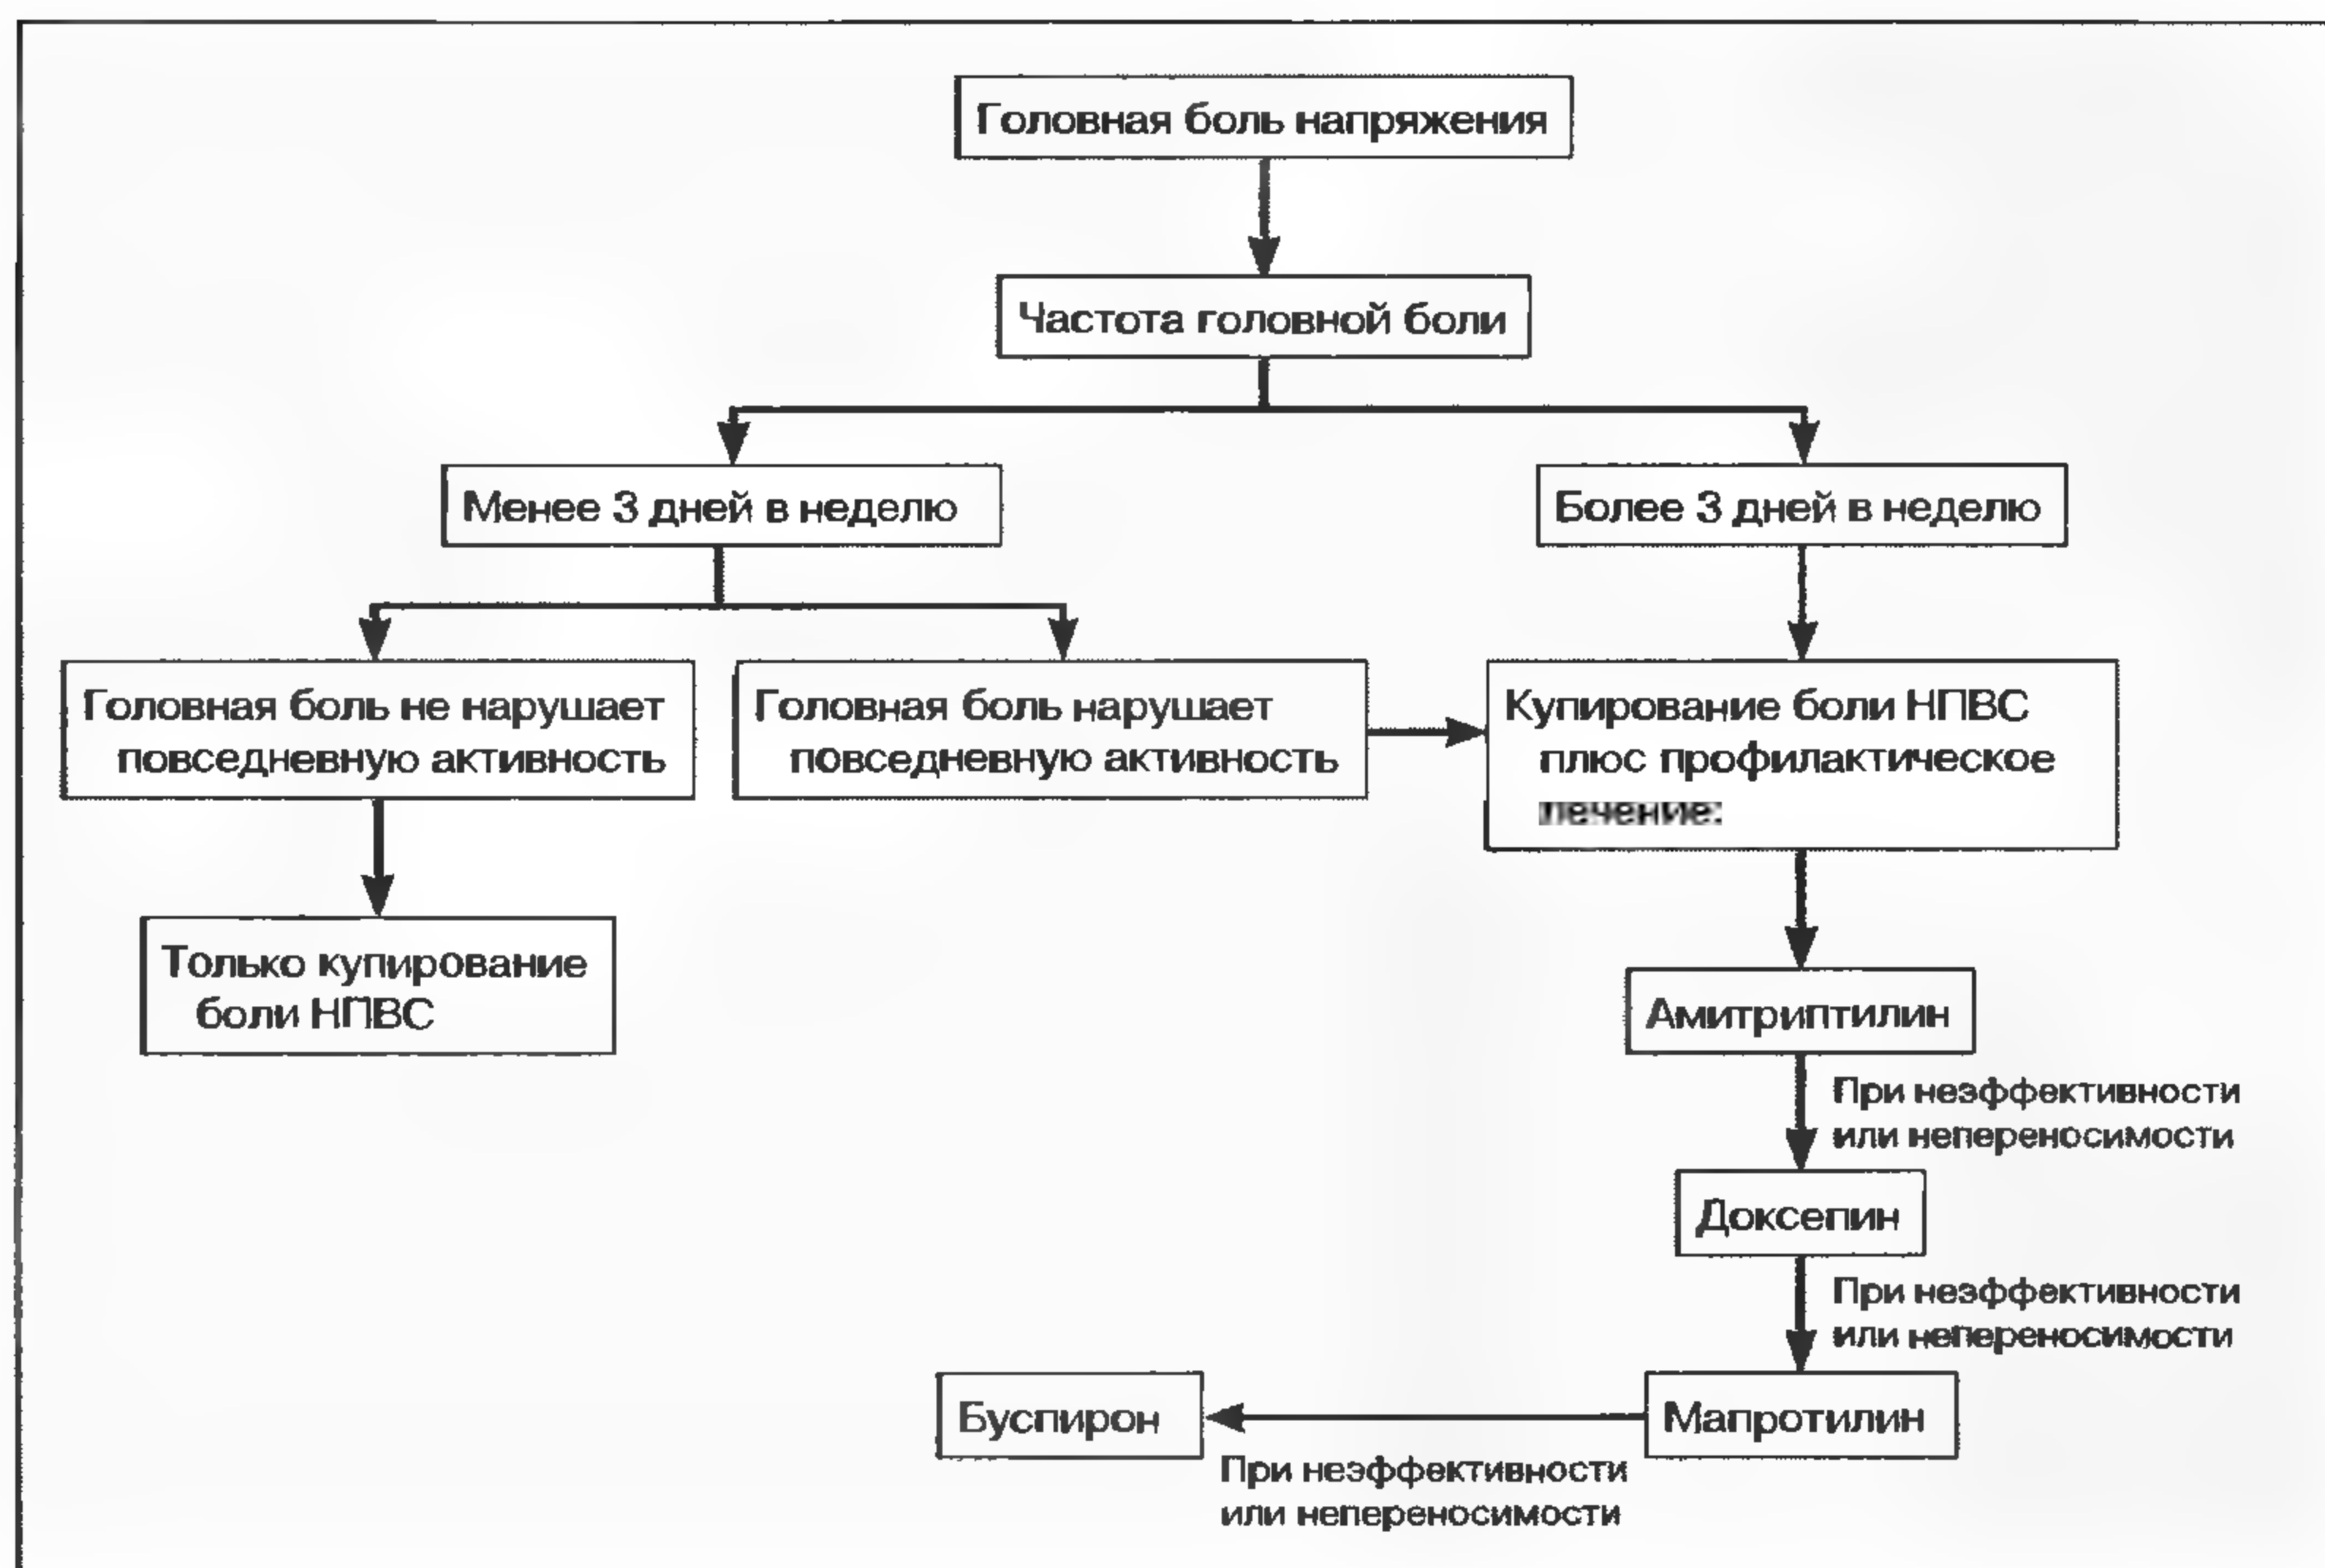 Головная боль напряжения
Частота головной боли
Менее 3 дней в неделю
Более 3 дней в неделю
Головная боль не нарушает
повседневную активность
Головная боль нарушает
повседневную активность
Купирование боли НПВС
плюс профилактическое
лечение:
Только купирование
боли НПВС
Амитриптилин
При неэффективности
или непереносимости
Доксепин
При неэффективности
или непереносимости
Буспирон
Мапротилин
При неэффективности
или непереносимости